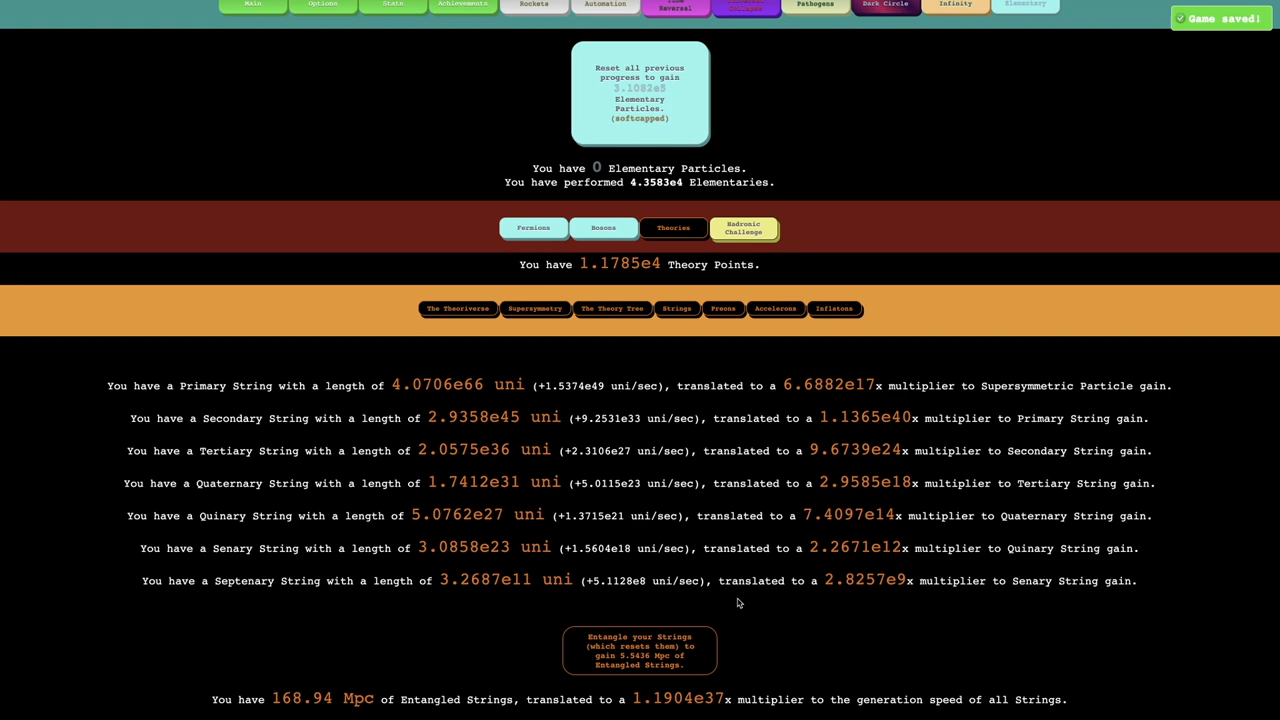 Main Options Stats Achievements Rockets Automation Time Reversal Collapse Pathogens Dark Circle Infinity Elementary
Game saved!
Reset all previous
progress to gain
3.1082e5
Elementary
Particles.
(softcapped)
You have 0 Elementary Particles.
You have performed 4.3583e4 Elementaries.
Fermions Bosons Theories Hadronic Challenge
You have 1.1785e4 Theory Points.
The Theoriverse Supersymmetry The Theory Tree Strings Preons Accelerons Inflatons
You have a Primary String with a length of 4.0706e66 uni (+1.5374e49 uni/sec), translated to a 6.6882e17x multiplier to Supersymmetric Particle gain.
You have a Secondary String with a length of 2.9358e45 uni (+9.2531e33 uni/sec), translated to a 1.1365e40x multiplier to Primary String gain.
You have a Tertiary String with a length of 2.0575e36 uni (+2.3106e27 uni/sec), translated to a 9.6739e24x multiplier to Secondary String gain.
You have a Quaternary String with a length of 1.7412e31 uni (+5.0115e23 uni/sec), translated to a 2.9585e18x multiplier to Tertiary String gain.
You have a Quinary String with a length of 5.0762e27 uni (+1.3715e21 uni/sec), translated to a 7.4097e14x multiplier to Quaternary String gain.
You have a Senary String with a length of 3.0858e23 uni (+1.5604e18 uni/sec), translated to a 2.2671e12x multiplier to Quinary String gain.
You have a Septenary String with a length of 3.2687e11 uni (+5.1128e8 uni/sec), translated to a 2.8257e9x multiplier to Senary String gain.
Entangle your Strings
(which resets them) to
gain 5.5436 Mpc of
Entangled Strings.
You have 168.94 Mpc of Entangled Strings, translated to a 1.1904e37x multiplier to the generation speed of all Strings.